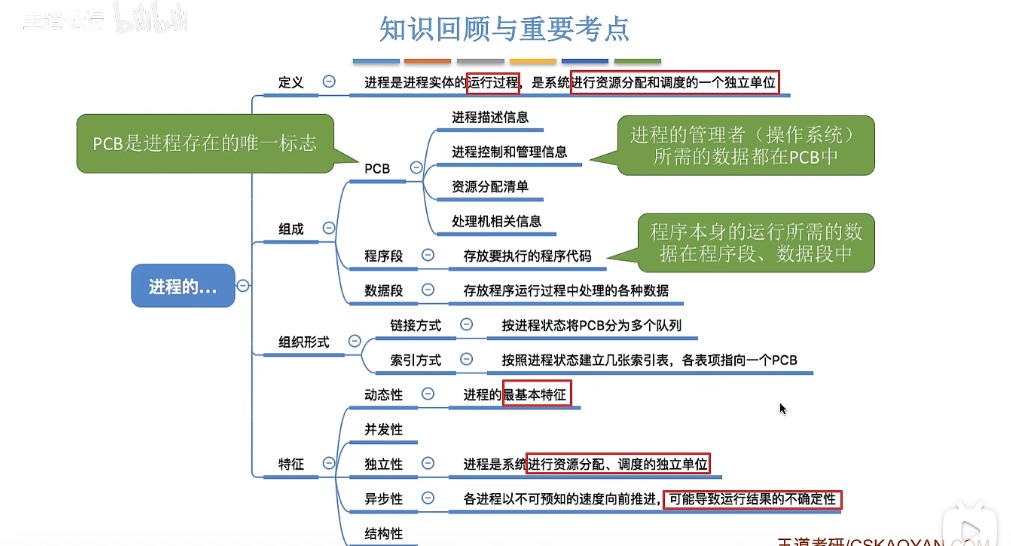 王道论坛 bilibili
知识回顾与重要考点
定义
进程是进程实体的运行过程，是系统进行资源分配和调度的一个独立单位
PCB是进程存在的唯一标志
进程描述信息
进程控制和管理信息
进程的管理者（操作系统）
所需的数据都在PCB中
PCB
资源分配清单
处理机相关信息
组成
程序段
存放要执行的程序代码
程序本身的运行所需的数
据在程序段、数据段中
数据段
存放程序运行过程中处理的各种数据
进程的...
组织形式
链接方式
按进程状态将PCB分为多个队列
索引方式
按照进程状态建立几张索引表，各表项指向一个PCB
动态性
进程的最基本特征
并发性
特征
独立性
进程是系统进行资源分配、调度的独立单位
异步性
各进程以不可预知的速度向前推进，可能导致运行结果的不确定性
结构性
王道考研/CSKAOYAN.COM